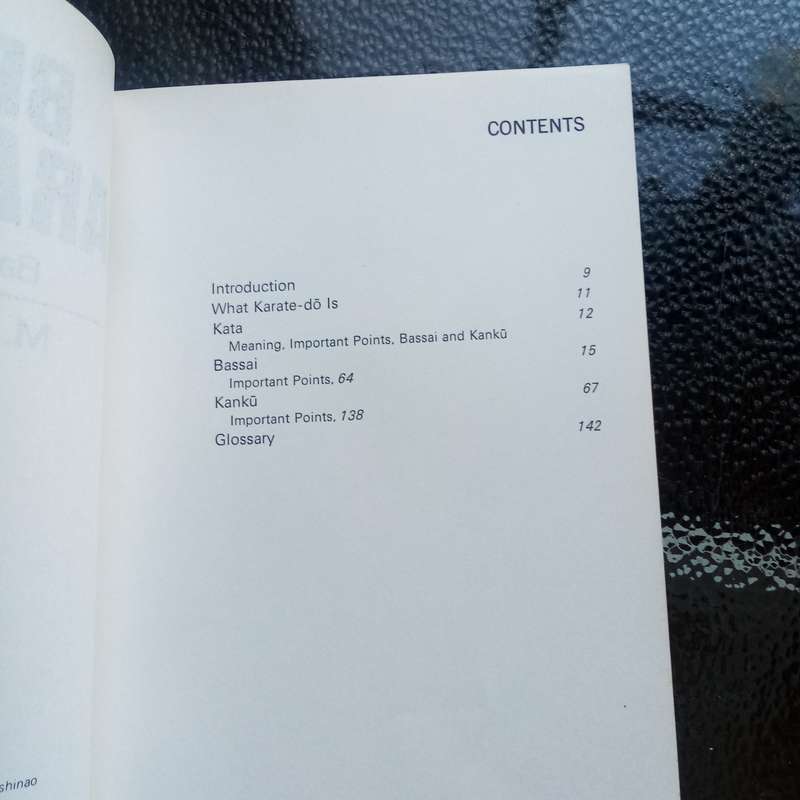 CONTENTS
Introduction 9
What Karate-dō Is 11
Kata 12
Meaning, Important Points, Bassai and Kankū
Bassai 15
Important Points, 64
Kankū 67
Important Points, 138
Glossary 142
shinao